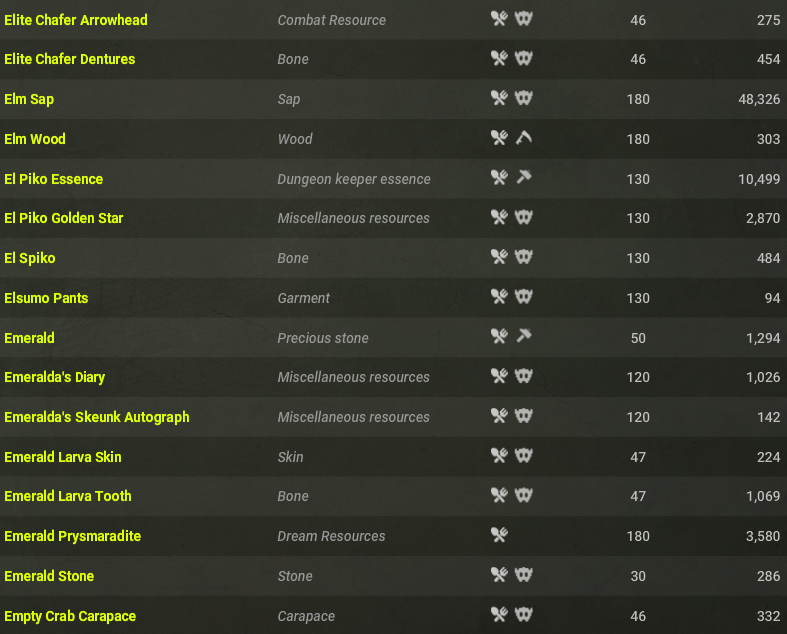 Elite Chafer Arrowhead Combat Resource 46 275
Elite Chafer Dentures Bone 46 454
Elm Sap Sap 180 48,326
Elm Wood Wood 180 303
El Piko Essence Dungeon keeper essence 130 10,499
El Piko Golden Star Miscellaneous resources 130 2,870
El Spiko Bone 130 484
Elsumo Pants Garment 130 94
Emerald Precious stone 50 1,294
Emeralda's Diary Miscellaneous resources 120 1,026
Emeralda's Skeunk Autograph Miscellaneous resources 120 142
Emerald Larva Skin Skin 47 224
Emerald Larva Tooth Bone 47 1,069
Emerald Prysmaradite Dream Resources 180 3,580
Emerald Stone Stone 30 286
Empty Crab Carapace Carapace 46 332